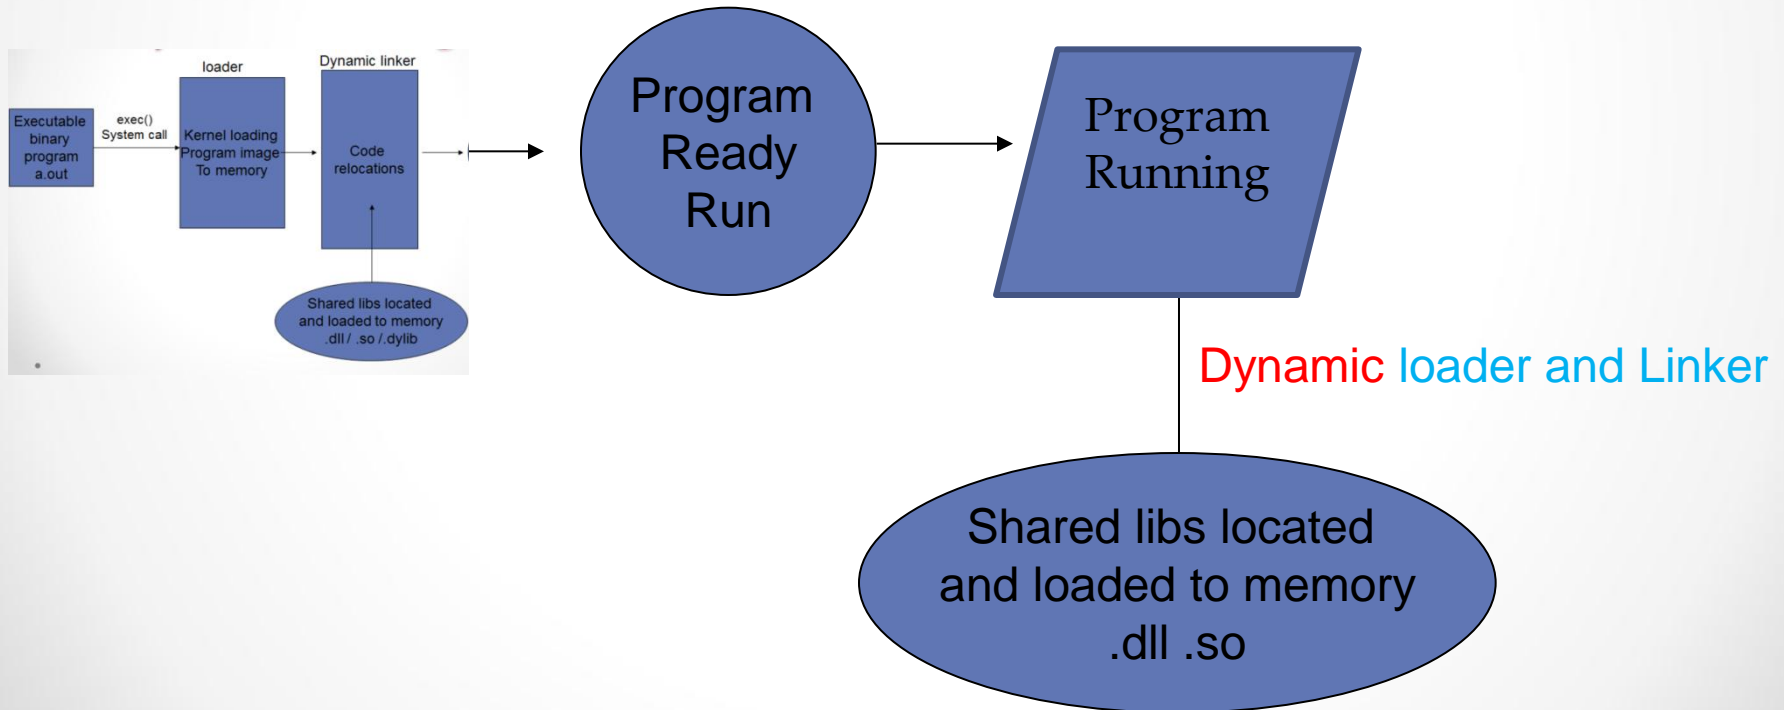 loader
Dynamic linker
Executable
binary
program
a.out
exec()
System call
Kernel loading
Program image
To memory
Code
relocations
Shared libs located
and loaded to memory
.dll / .so /.dylib
Program
Ready
Run
Program
Running
Dynamic loader and Linker
Shared libs located
and loaded to memory
.dll .so